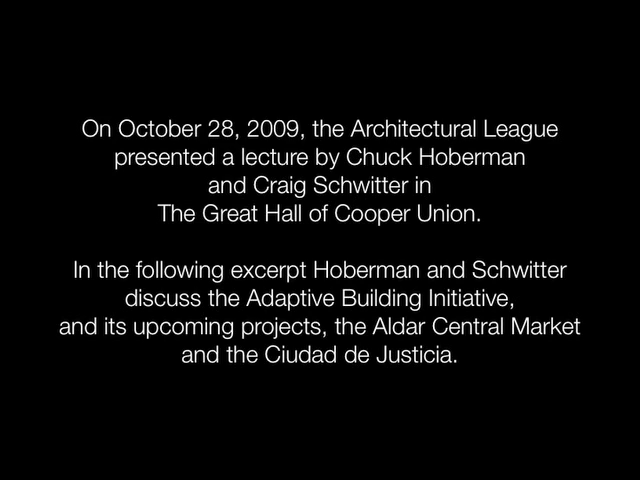 On October 28, 2009, the Architectural League
presented a lecture by Chuck Hoberman
and Craig Schwitter in
The Great Hall of Cooper Union.
In the following excerpt Hoberman and Schwitter
discuss the Adaptive Building Initiative,
and its upcoming projects, the Aldar Central Market
and the Ciudad de Justicia.